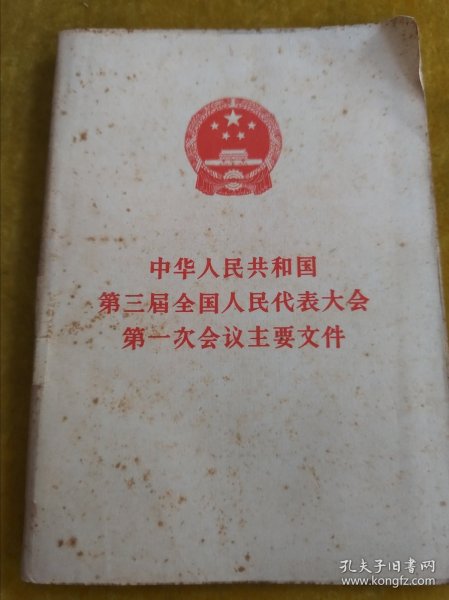 中华人民共和国
第三届全国人民代表大会
第一次会议主要文件
孔夫子旧书网
www.kongfz.com